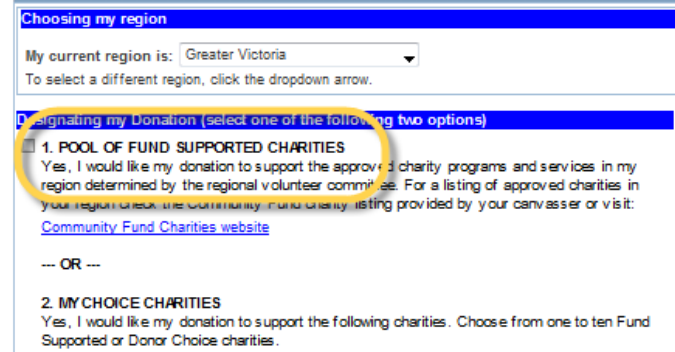 Choosing my region
My current region is: Greater Victoria
To select a different region, click the dropdown arrow.
Designating my Donation (select one of the following two options)
1. POOL OF FUND SUPPORTED CHARITIES
Yes, I would like my donation to support the approved charity programs and services in my
region determined by the regional volunteer committee. For a listing of approved charities in
your region check the Community Fund charity listing provided by your canvasser or visit:
Community Fund Charities website
--- OR ---
2. MY CHOICE CHARITIES
Yes, I would like my donation to support the following charities. Choose from one to ten Fund
Supported or Donor Choice charities.